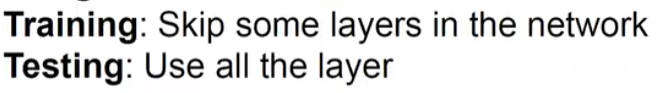 Training: Skip some layers in the network
Testing: Use all the layer